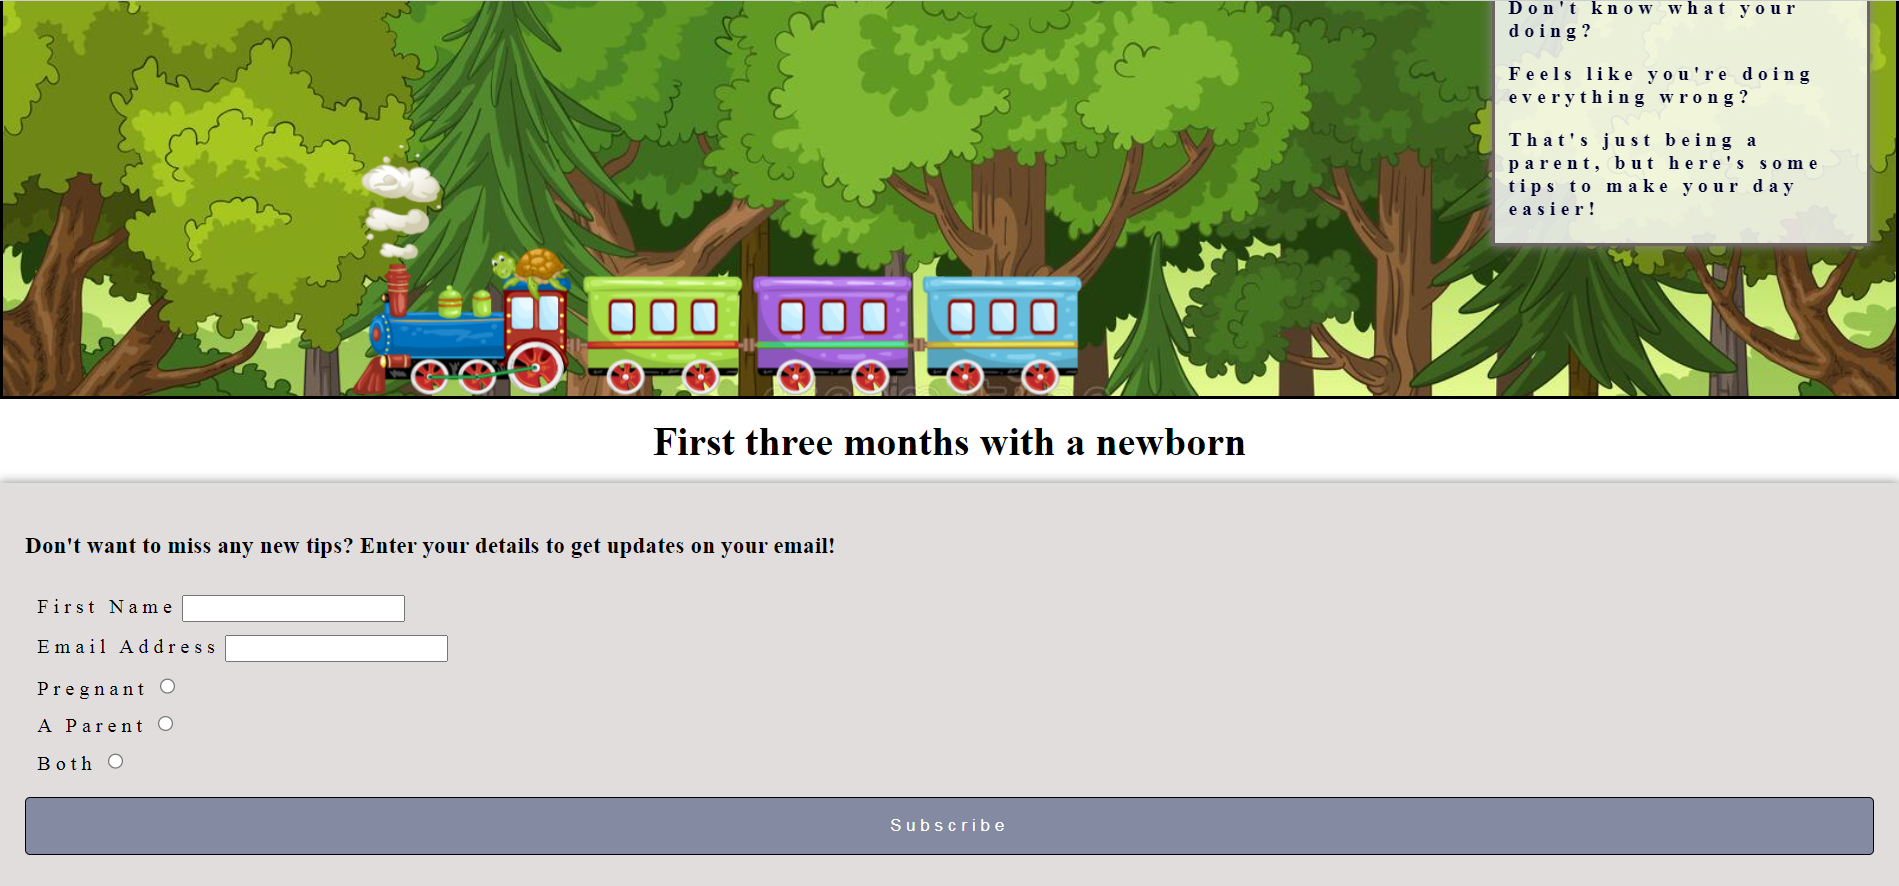 Don't know what your
doing?
Feels like you're doing
everything wrong?
That's just being a
parent, but here's some
tips to make your day
easier!
First three months with a newborn
Don't want to miss any new tips? Enter your details to get updates on your email!
First Name
Email Address
Pregnant
A Parent
Both
Subscribe